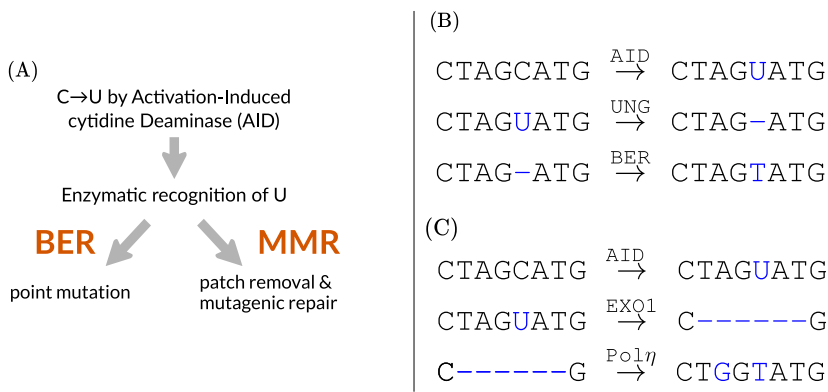 (A)
C→U by Activation-Induced
cytidine Deaminase (AID)
Enzymatic recognition of U
BER
MMR
point mutation
patch removal &
mutagenic repair
(B)
CTAGCATG AID→ CTAGUATG
CTAGUATG UNG→ CTAG–ATG
CTAG–ATG BER→ CTAGTATG
(C)
CTAGCATG AID→ CTAGUATG
CTAGUATG EXO1→ C––––––G
C––––––G Polη→ CTGGTATG